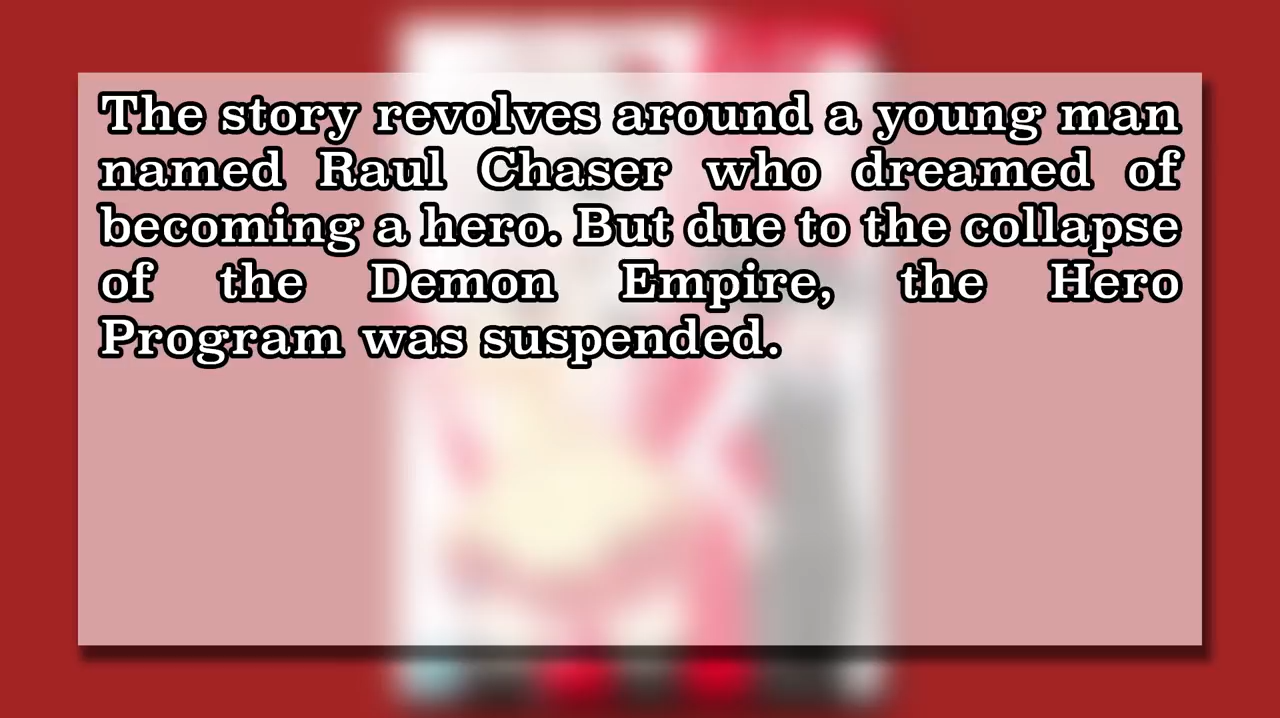 The story revolves around a young man
named Raul Chaser who dreamed of
becoming a hero. But due to the collapse
of the Demon Empire, the Hero
Program was suspended.